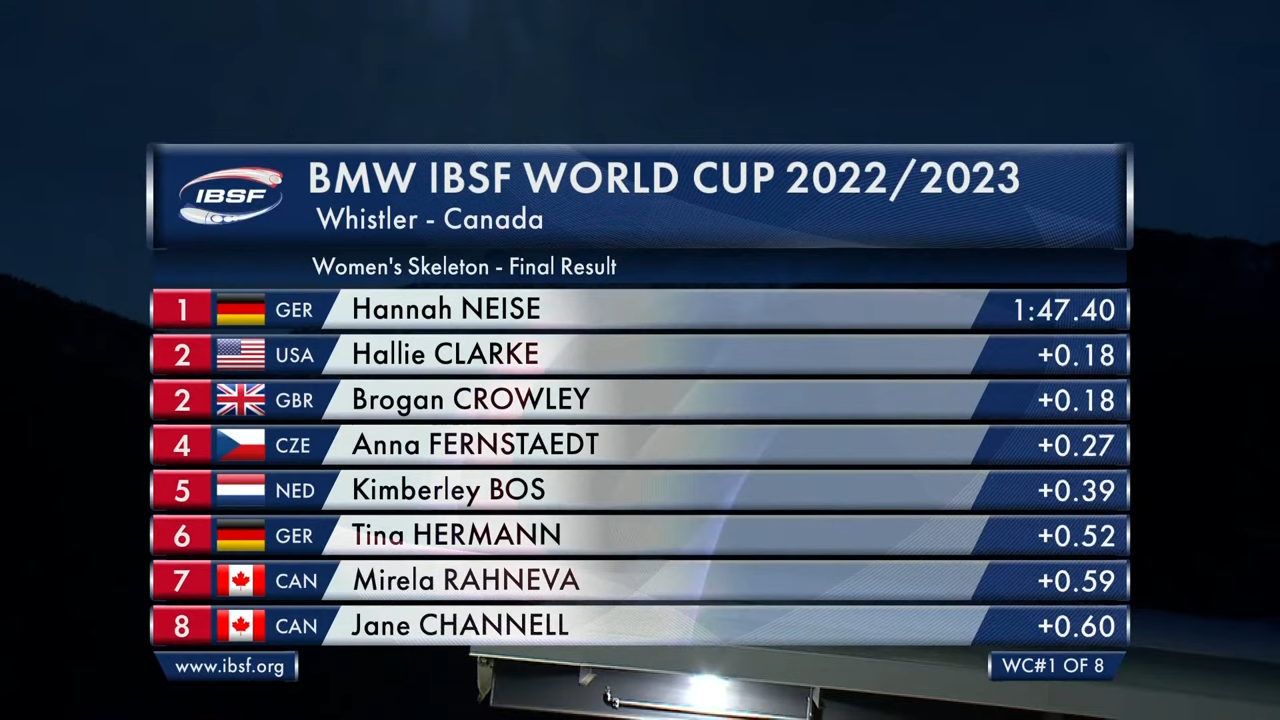 IBSF
BMW IBSF WORLD CUP 2022/2023
Whistler - Canada
Women's Skeleton - Final Result
1 GER Hannah NEISE 1:47.40
2 USA Hallie CLARKE +0.18
2 GBR Brogan CROWLEY +0.18
4 CZE Anna FERNSTAEDT +0.27
5 NED Kimberley BOS +0.39
6 GER Tina HERMANN +0.52
7 CAN Mirela RAHNEVA +0.59
8 CAN Jane CHANNELL +0.60
www.ibsf.org WC#1 OF 8